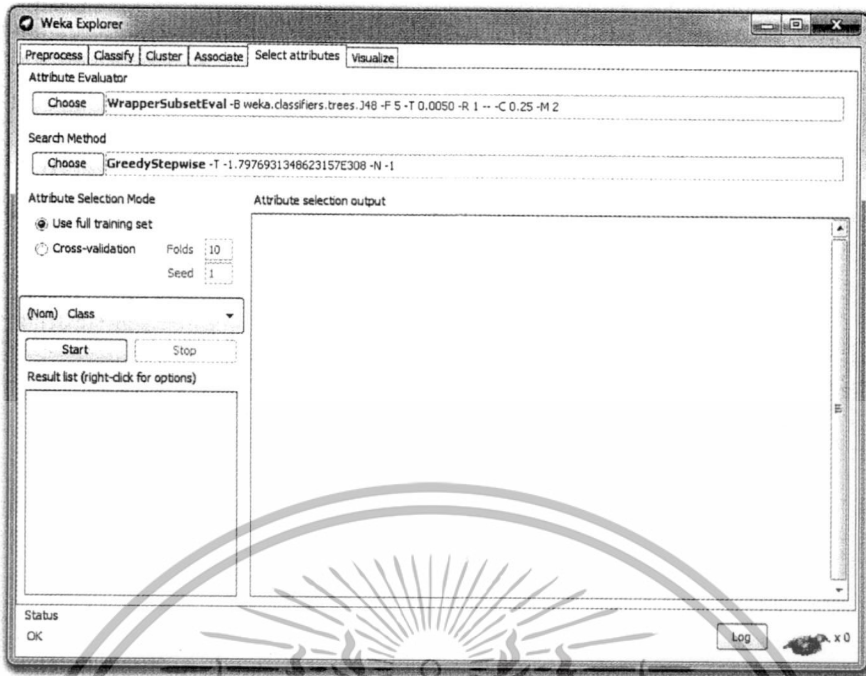 Weka Explorer
Preprocess Classify Cluster Associate Select attributes Visualize
Attribute Evaluator
Choose WrapperSubsetEval -B weka.classifiers.trees.J48 -F 5 -T 0.0050 -R 1 -- -C 0.25 -M 2
Search Method
Choose GreedyStepwise -T -1.7976931348623157E308 -N -1
Attribute Selection Mode
Use full training set
Cross-validation Folds 10
Seed 1
(Nom) Class
Start Stop
Result list (right-click for options)
Attribute selection output
Status
OK
Log x 0